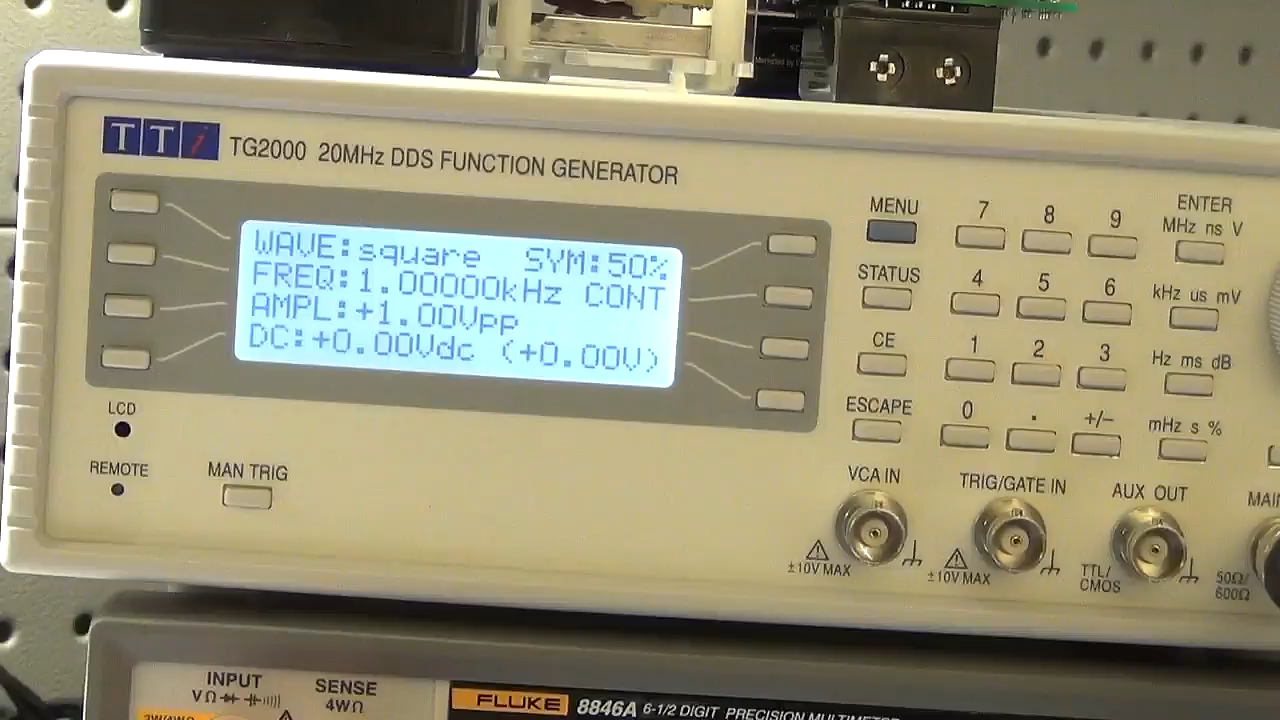 TTi TG2000 20MHz DDS FUNCTION GENERATOR
WAVE:square SYM:50%
FREQ:1.00000kHz CONT
AMPL:+1.00Vpp
DC:+0.00Vdc (+0.00V)
LCD
REMOTE
MAN TRIG
MENU
STATUS
CE
ESCAPE
7 8 9
4 5 6
1 2 3
0 . +/–
ENTER
MHz ns V
kHz us mV
Hz ms dB
mHz s %
VCA IN
±10V MAX
TRIG/GATE IN
±10V MAX
AUX OUT
TTL/
CMOS
MAI
50Ω/
600Ω
INPUT
VΩ
SENSE
4WΩ
2W/4WΩ
FLUKE 8846A 6-1/2 DIGIT PRECISION MULTIMETER